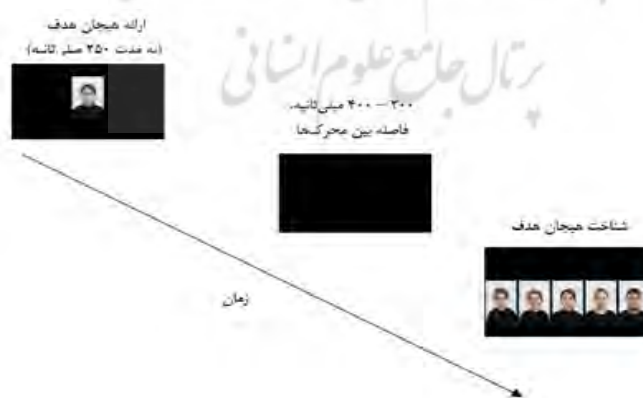 ارائه هیجان هدف
(به مدت ۲۵۰ میلی ثانیه)
پرتال جامع علوم انسانی
۲۰۰ – ۴۰۰ میلی‌ثانیه،
فاصله بین محرک‌ها
شناخت هیجان هدف
زمان